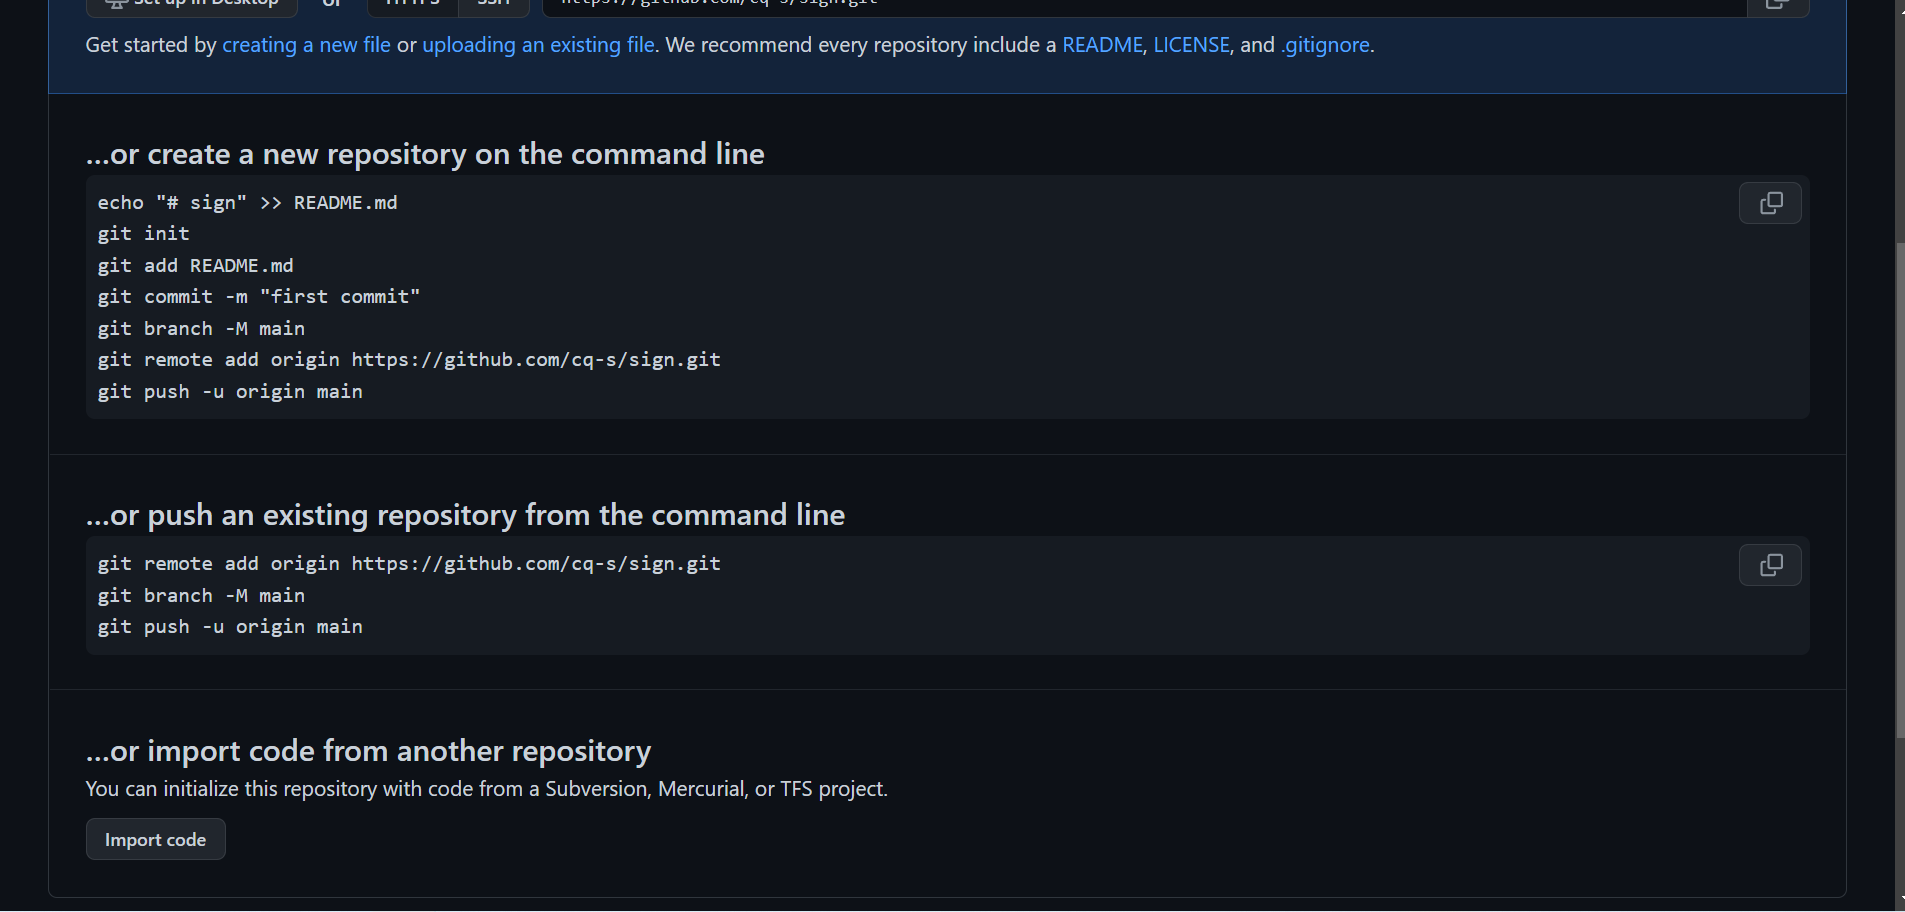 Set up in Desktop or HTTPS SSH https://github.com/cq-s/sign.git
Get started by creating a new file or uploading an existing file. We recommend every repository include a README, LICENSE, and .gitignore.
...or create a new repository on the command line
echo "# sign" >> README.md
git init
git add README.md
git commit -m "first commit"
git branch -M main
git remote add origin https://github.com/cq-s/sign.git
git push -u origin main
...or push an existing repository from the command line
git remote add origin https://github.com/cq-s/sign.git
git branch -M main
git push -u origin main
...or import code from another repository
You can initialize this repository with code from a Subversion, Mercurial, or TFS project.
Import code